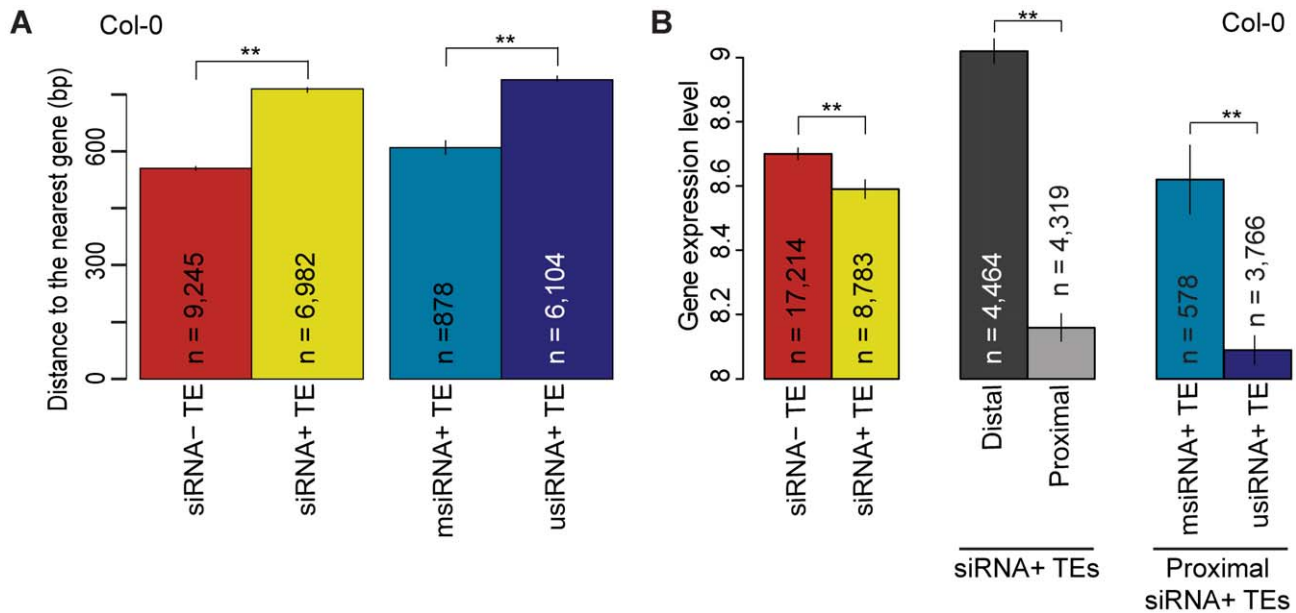 A
Col-0
**
**
Distance to the nearest gene (bp)
0
300
600
n = 9,245
n = 6,982
n =878
n = 6,104
siRNA− TE
siRNA+ TE
msiRNA+ TE
usiRNA+ TE
B
Col-0
**
**
**
Gene expression level
8
8.2
8.4
8.6
8.8
9
n = 17,214
n = 8,783
n = 4,464
n = 4,319
n = 578
n = 3,766
siRNA− TE
siRNA+ TE
Distal
Proximal
msiRNA+ TE
usiRNA+ TE
siRNA+ TEs
Proximal
siRNA+ TEs